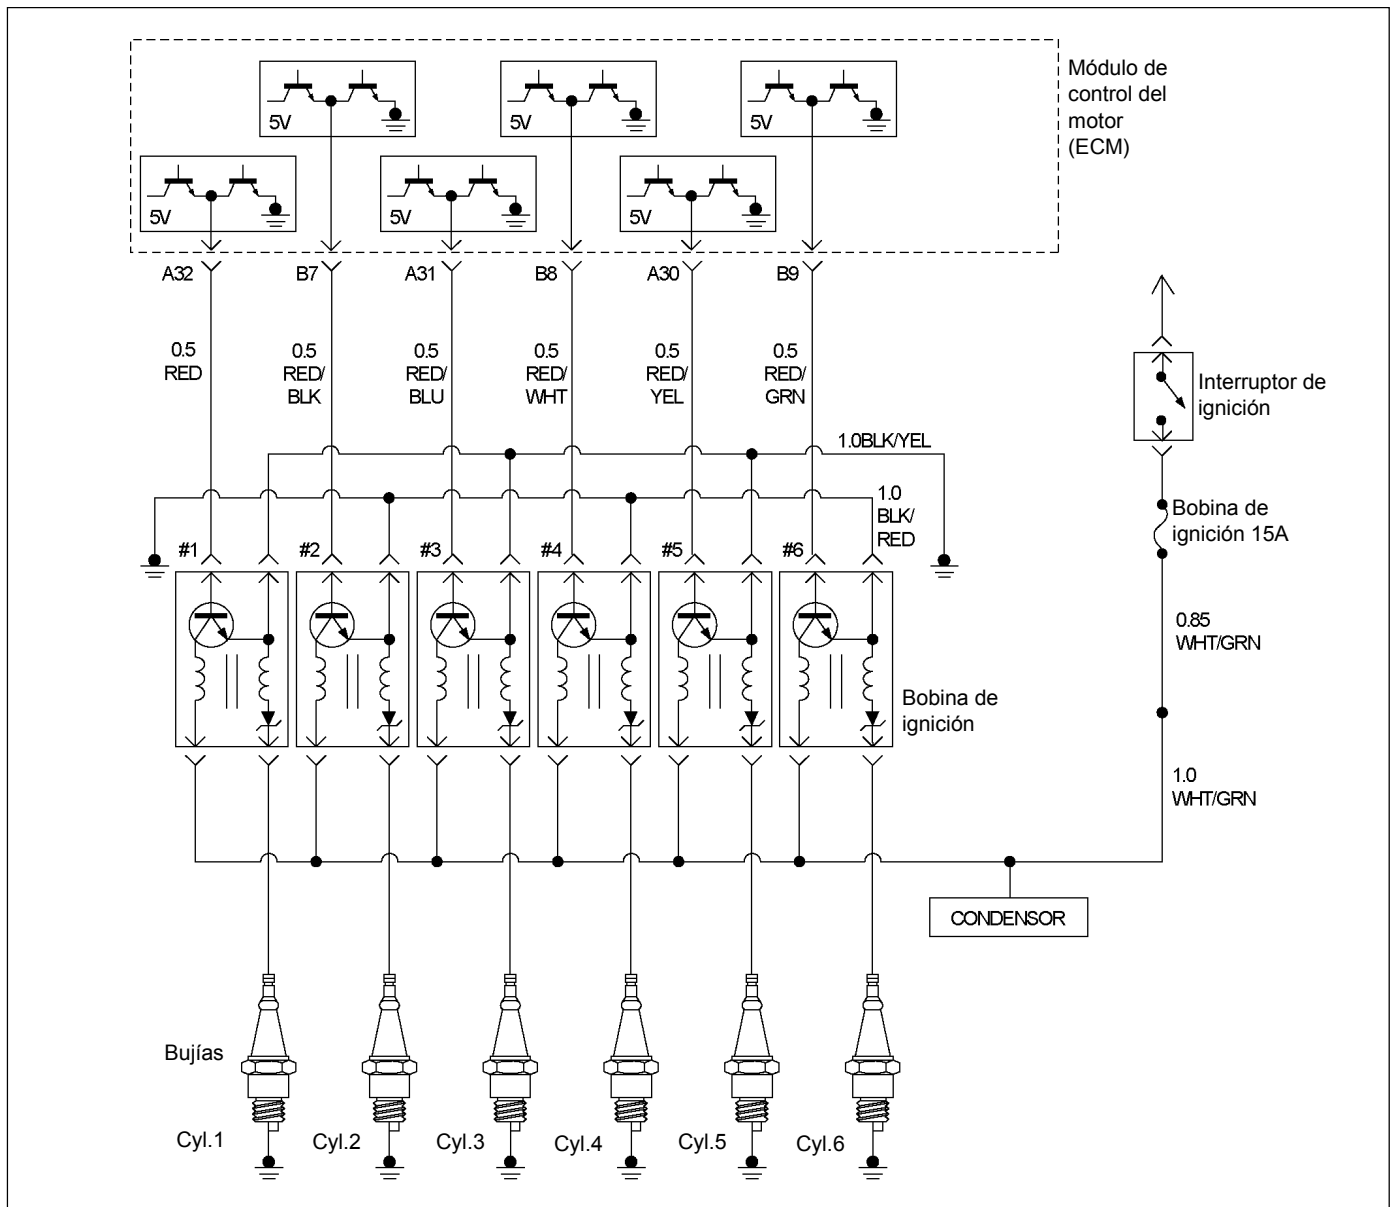 Módulo de
control del
motor
(ECM)
5V
5V
5V
5V
5V
5V
A32
B7
A31
B8
A30
B9
0.5
RED
0.5
RED/
BLK
0.5
RED/
BLU
0.5
RED/
WHT
0.5
RED/
YEL
0.5
RED/
GRN
Interruptor de
ignición
1.0BLK/YEL
1.0
BLK/
RED
Bobina de
ignición 15A
#1
#2
#3
#4
#5
#6
0.85
WHT/GRN
Bobina de
ignición
1.0
WHT/GRN
CONDENSOR
Bujías
Cyl.1
Cyl.2
Cyl.3
Cyl.4
Cyl.5
Cyl.6